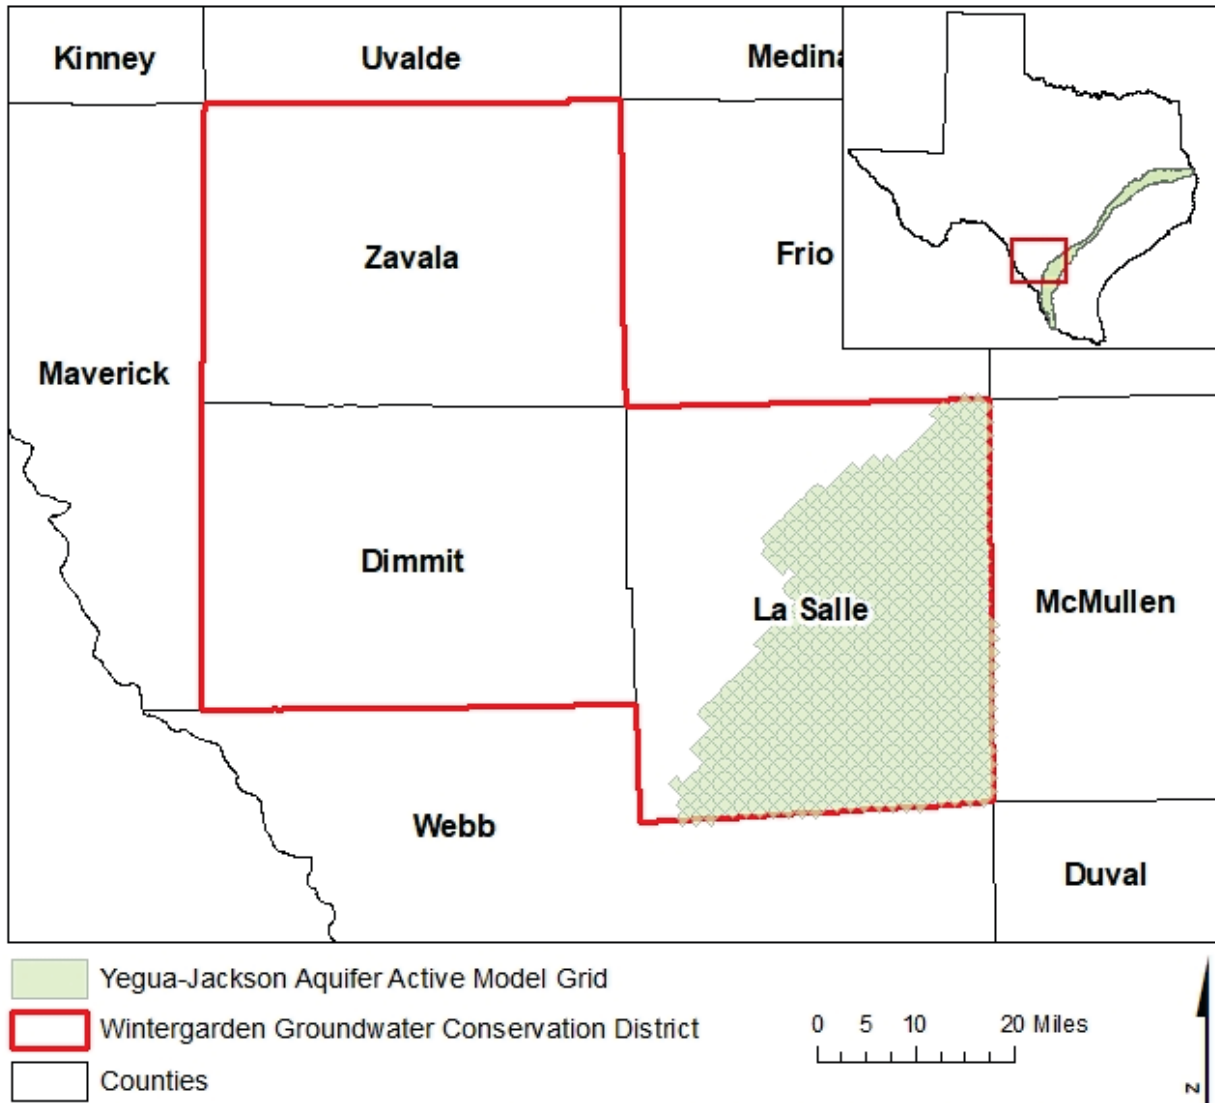 Kinney
Uvalde
Medina
Zavala
Frio
Maverick
Dimmit
La Salle
McMullen
Webb
Duval
Yegua-Jackson Aquifer Active Model Grid
Wintergarden Groundwater Conservation District
0 5 10 20 Miles
Counties
N